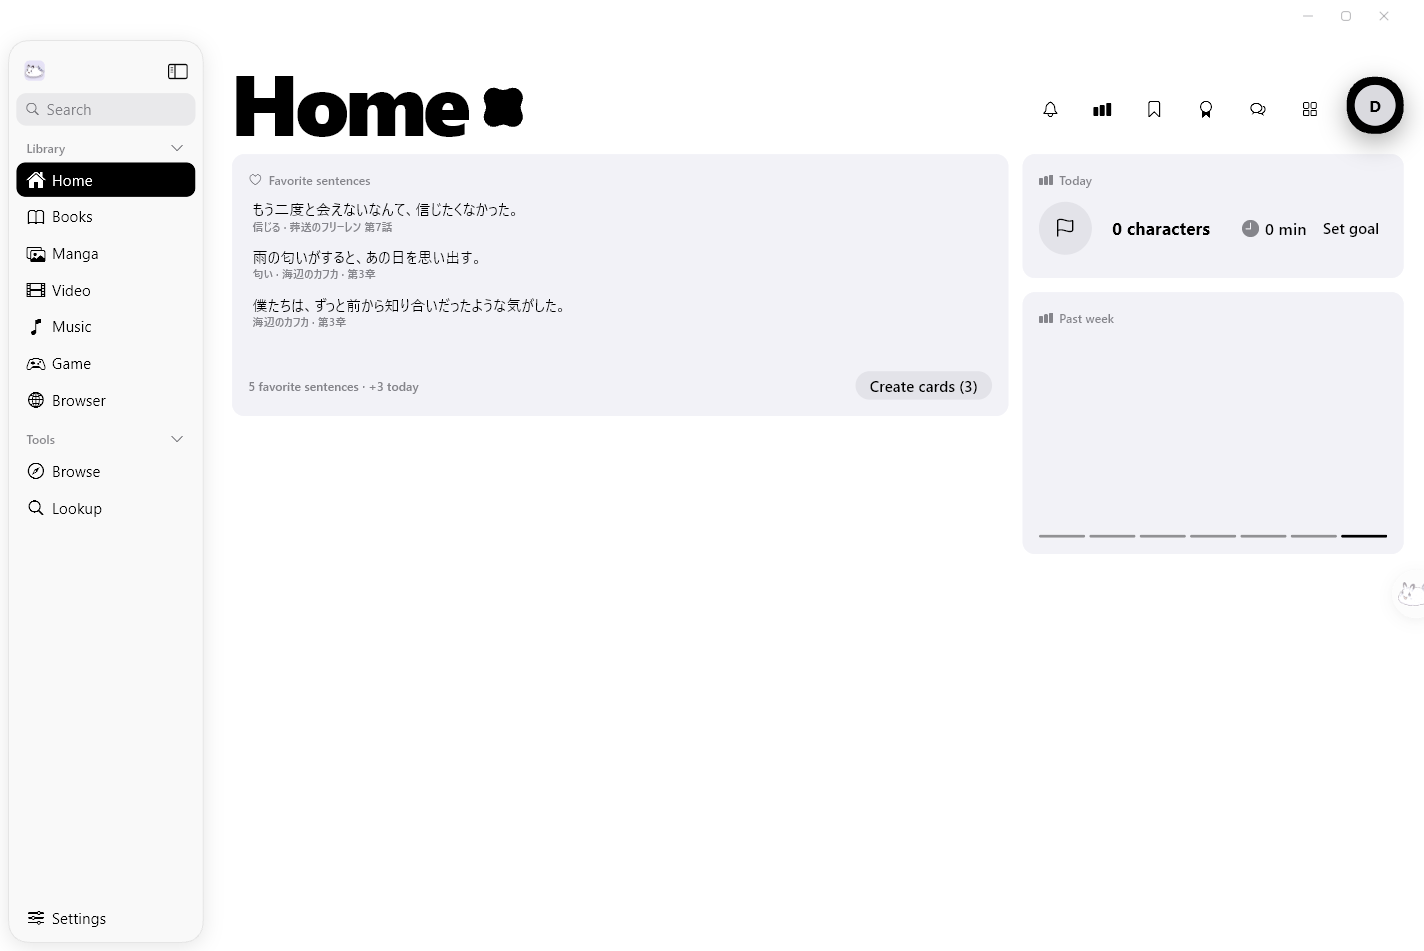 Search
Library
Home
Books
Manga
Video
Music
Game
Browser
Tools
Browse
Lookup
Settings
Home
D
Favorite sentences
もう二度と会えないなんて、信じたくなかった。
信じる · 葬送のフリーレン 第7話
雨の匂いがすると、あの日を思い出す。
匂い · 海辺のカフカ · 第3章
僕たちは、ずっと前から知り合いだったような気がした。
海辺のカフカ · 第3章
5 favorite sentences · +3 today
Create cards (3)
Today
0 characters
0 min
Set goal
Past week